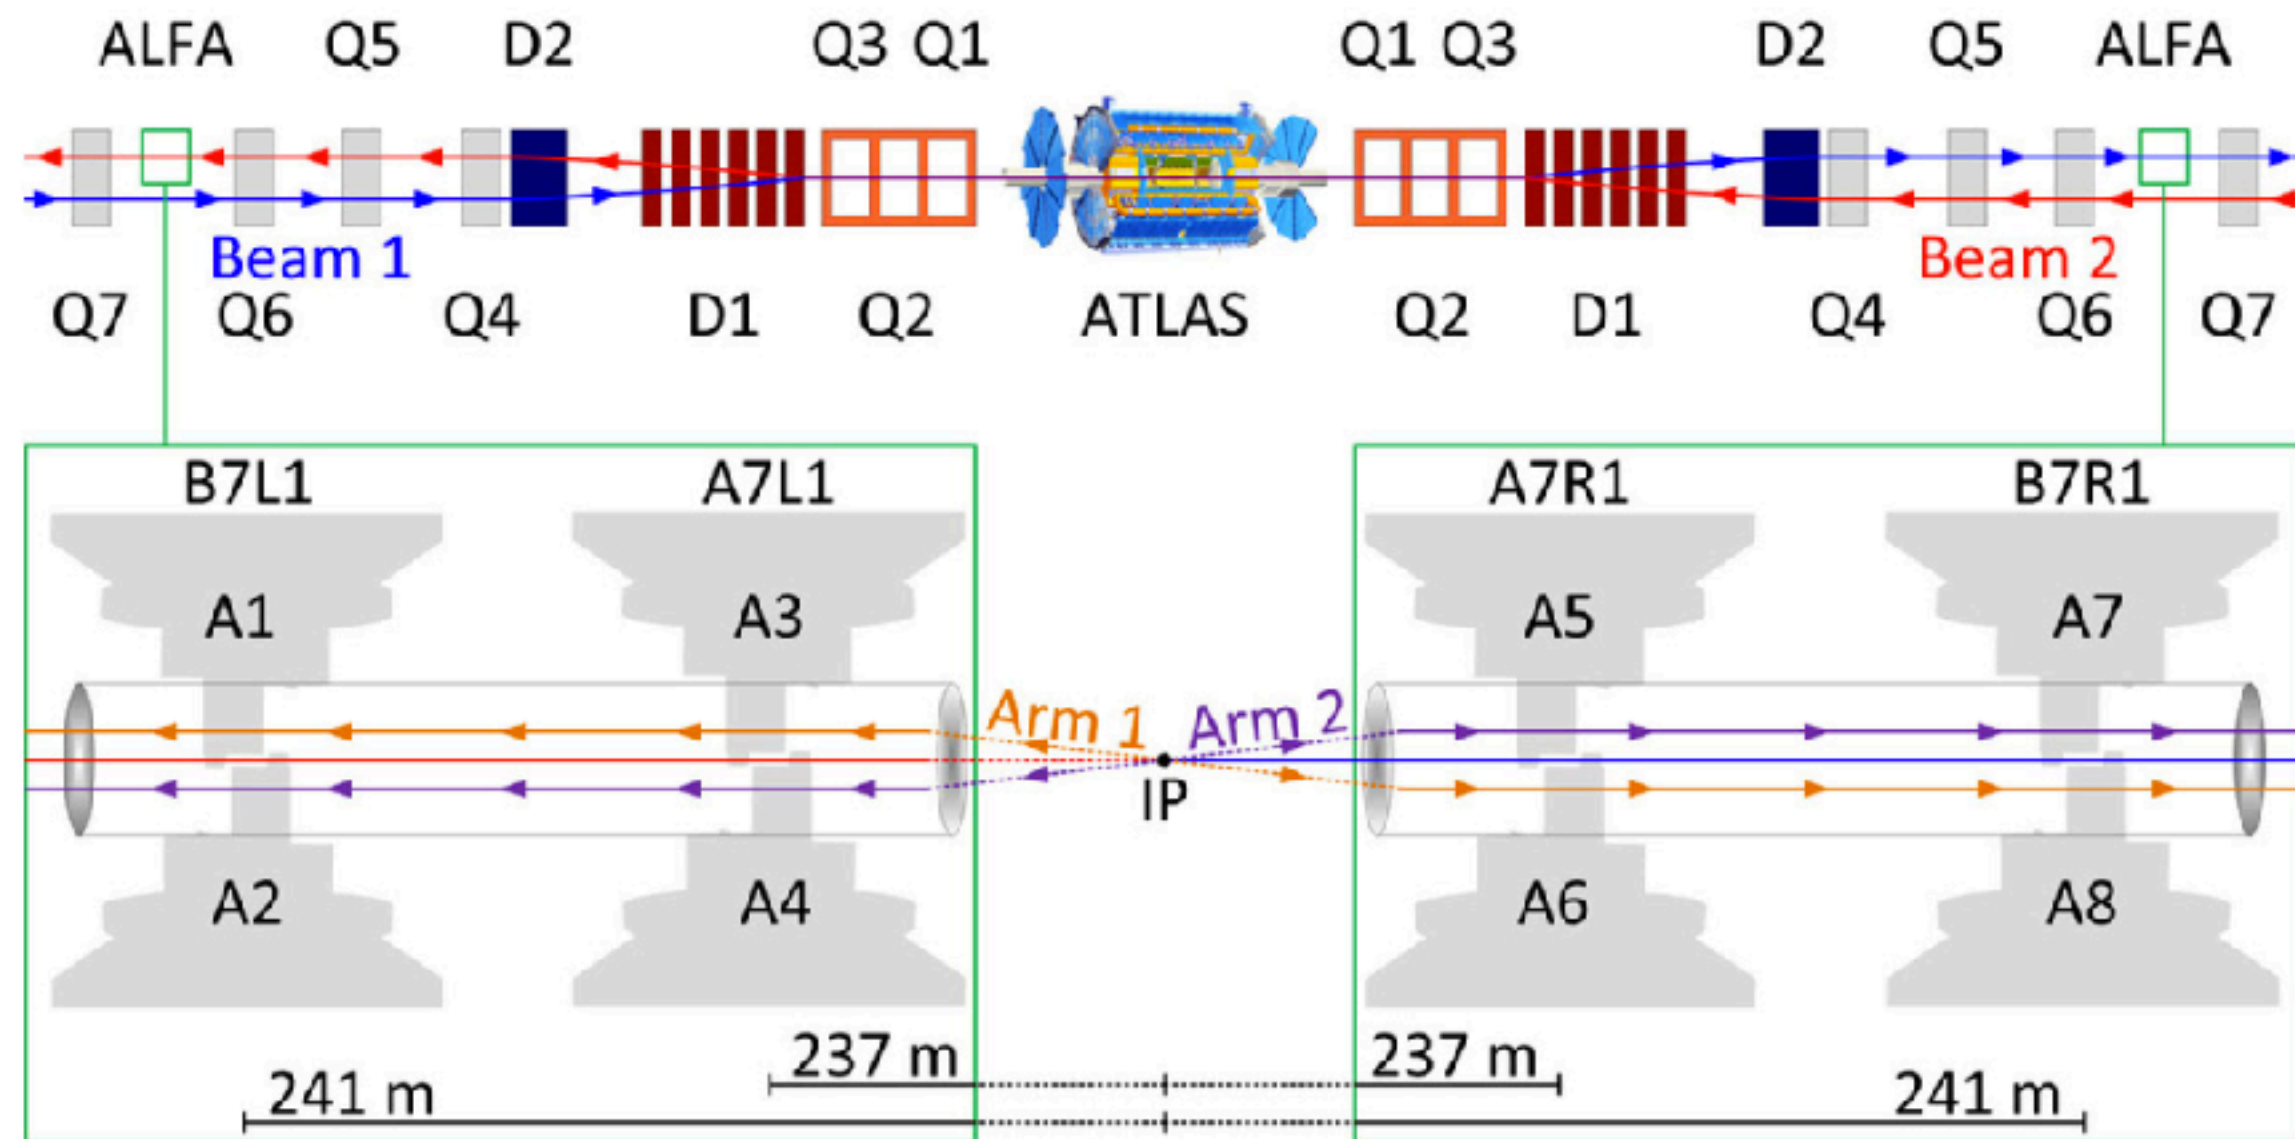 ALFA Q5 D2 Q3 Q1 Q1 Q3 D2 Q5 ALFA
Beam 1 Beam 2
Q7 Q6 Q4 D1 Q2 ATLAS Q2 D1 Q4 Q6 Q7
B7L1 A7L1 A7R1 B7R1
A1 A3 A5 A7
Arm 1 Arm 2
IP
A2 A4 A6 A8
237 m 237 m
241 m 241 m